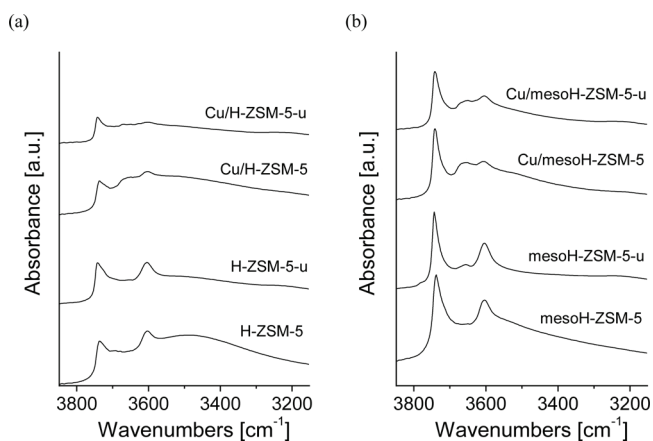 (a)
Absorbance [a.u.]
Cu/H-ZSM-5-u
Cu/H-ZSM-5
H-ZSM-5-u
H-ZSM-5
3800 3600 3400 3200
Wavenumbers [cm⁻¹]
(b)
Absorbance [a.u.]
Cu/mesoH-ZSM-5-u
Cu/mesoH-ZSM-5
mesoH-ZSM-5-u
mesoH-ZSM-5
3800 3600 3400 3200
Wavenumbers [cm⁻¹]